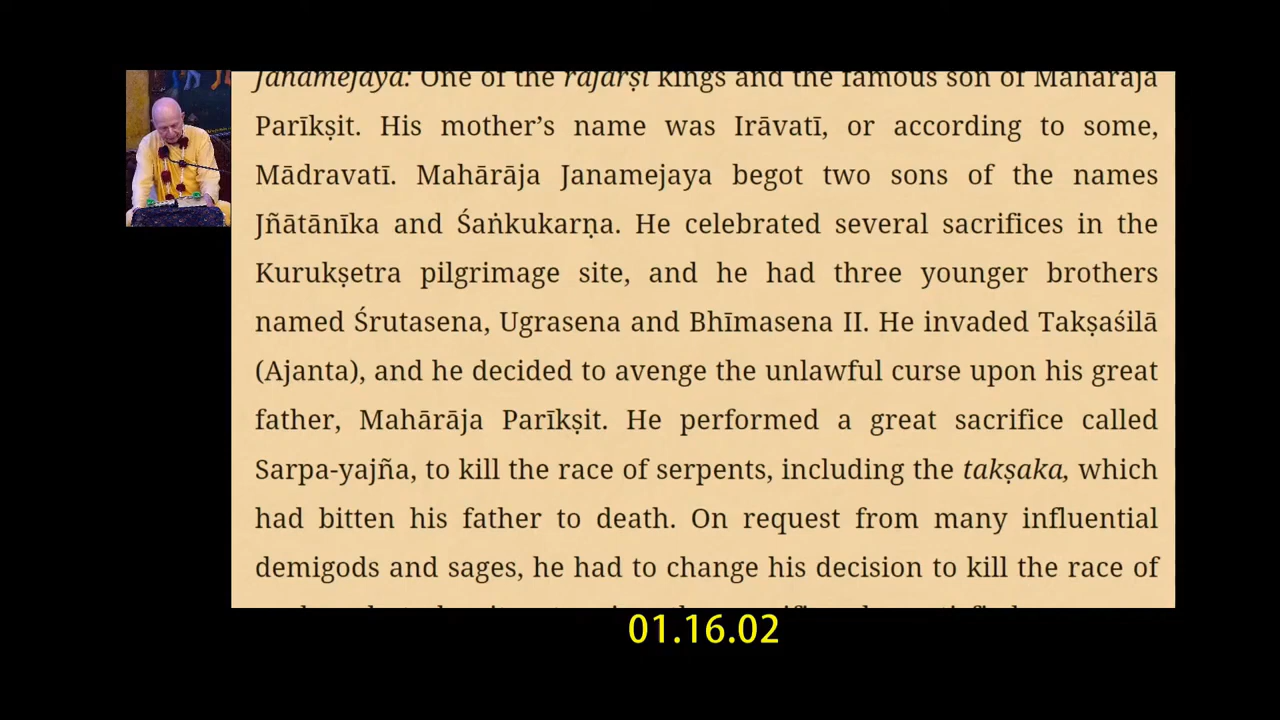 Janamejaya: One of the rājarṣi kings and the famous son of Mahārāja
Parīkṣit. His mother’s name was Irāvatī, or according to some,
Mādravatī. Mahārāja Janamejaya begot two sons of the names
Jñātānīka and Śaṅkukarṇa. He celebrated several sacrifices in the
Kurukṣetra pilgrimage site, and he had three younger brothers
named Śrutasena, Ugrasena and Bhīmasena II. He invaded Takṣaśilā
(Ajanta), and he decided to avenge the unlawful curse upon his great
father, Mahārāja Parīkṣit. He performed a great sacrifice called
Sarpa-yajña, to kill the race of serpents, including the takṣaka, which
had bitten his father to death. On request from many influential
demigods and sages, he had to change his decision to kill the race of
01.16.02